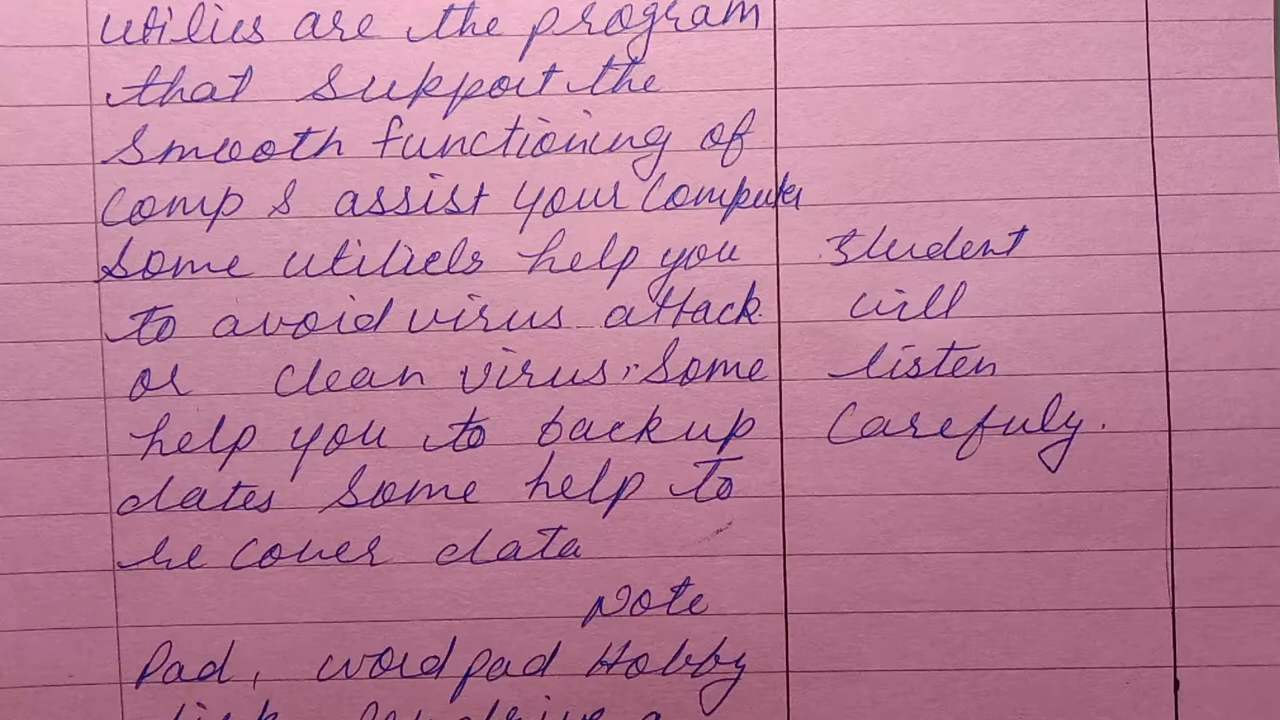 utilies are the program
that support the
smooth functioning of
comp & assist your computer
Some utiliels help you
to avoid virus attack.
or clean virus. Some
help you to backup
dates some help to
recover data
Note
Pad, wordpad Hobby
Student
will
listen
Carefuly.